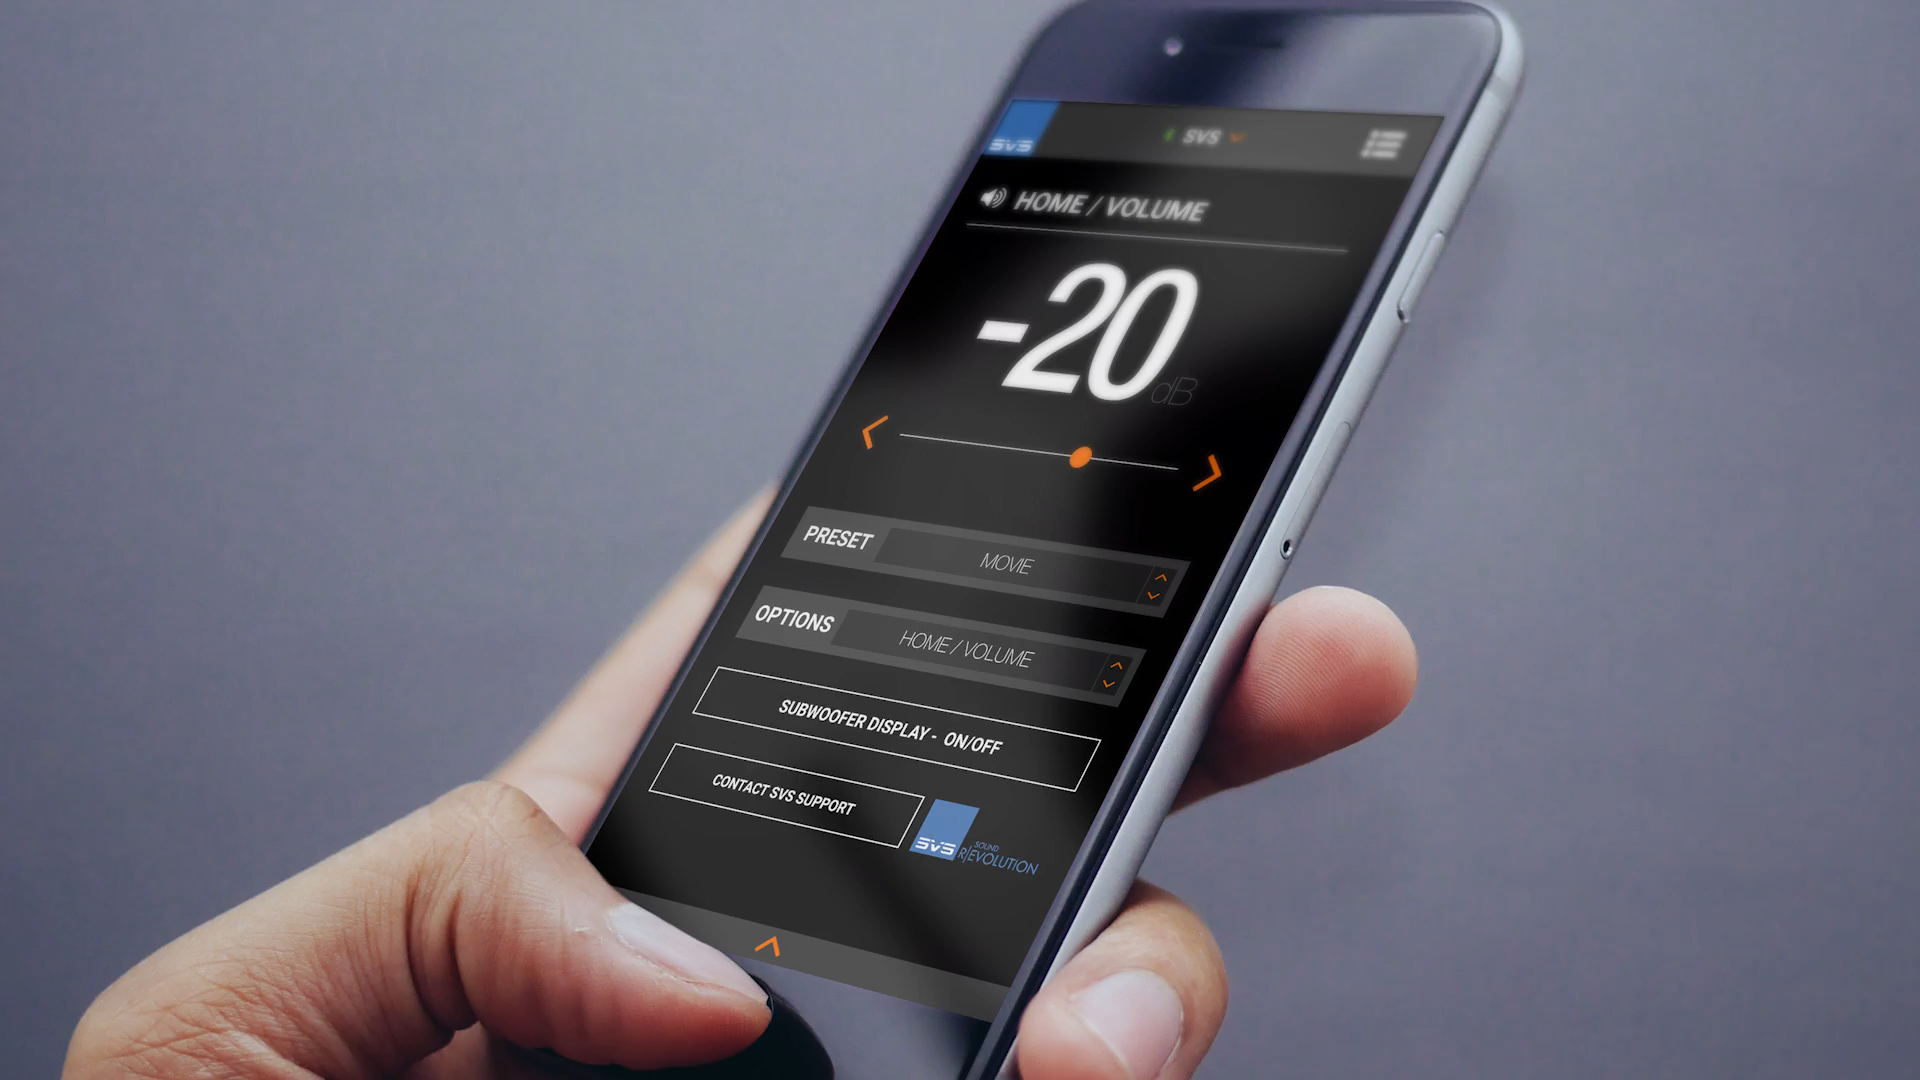 SVS
SVS
HOME / VOLUME
-20 dB
PRESET MOVIE
OPTIONS HOME / VOLUME
SUBWOOFER DISPLAY - ON/OFF
CONTACT SVS SUPPORT
SVS SOUND
R/EVOLUTION